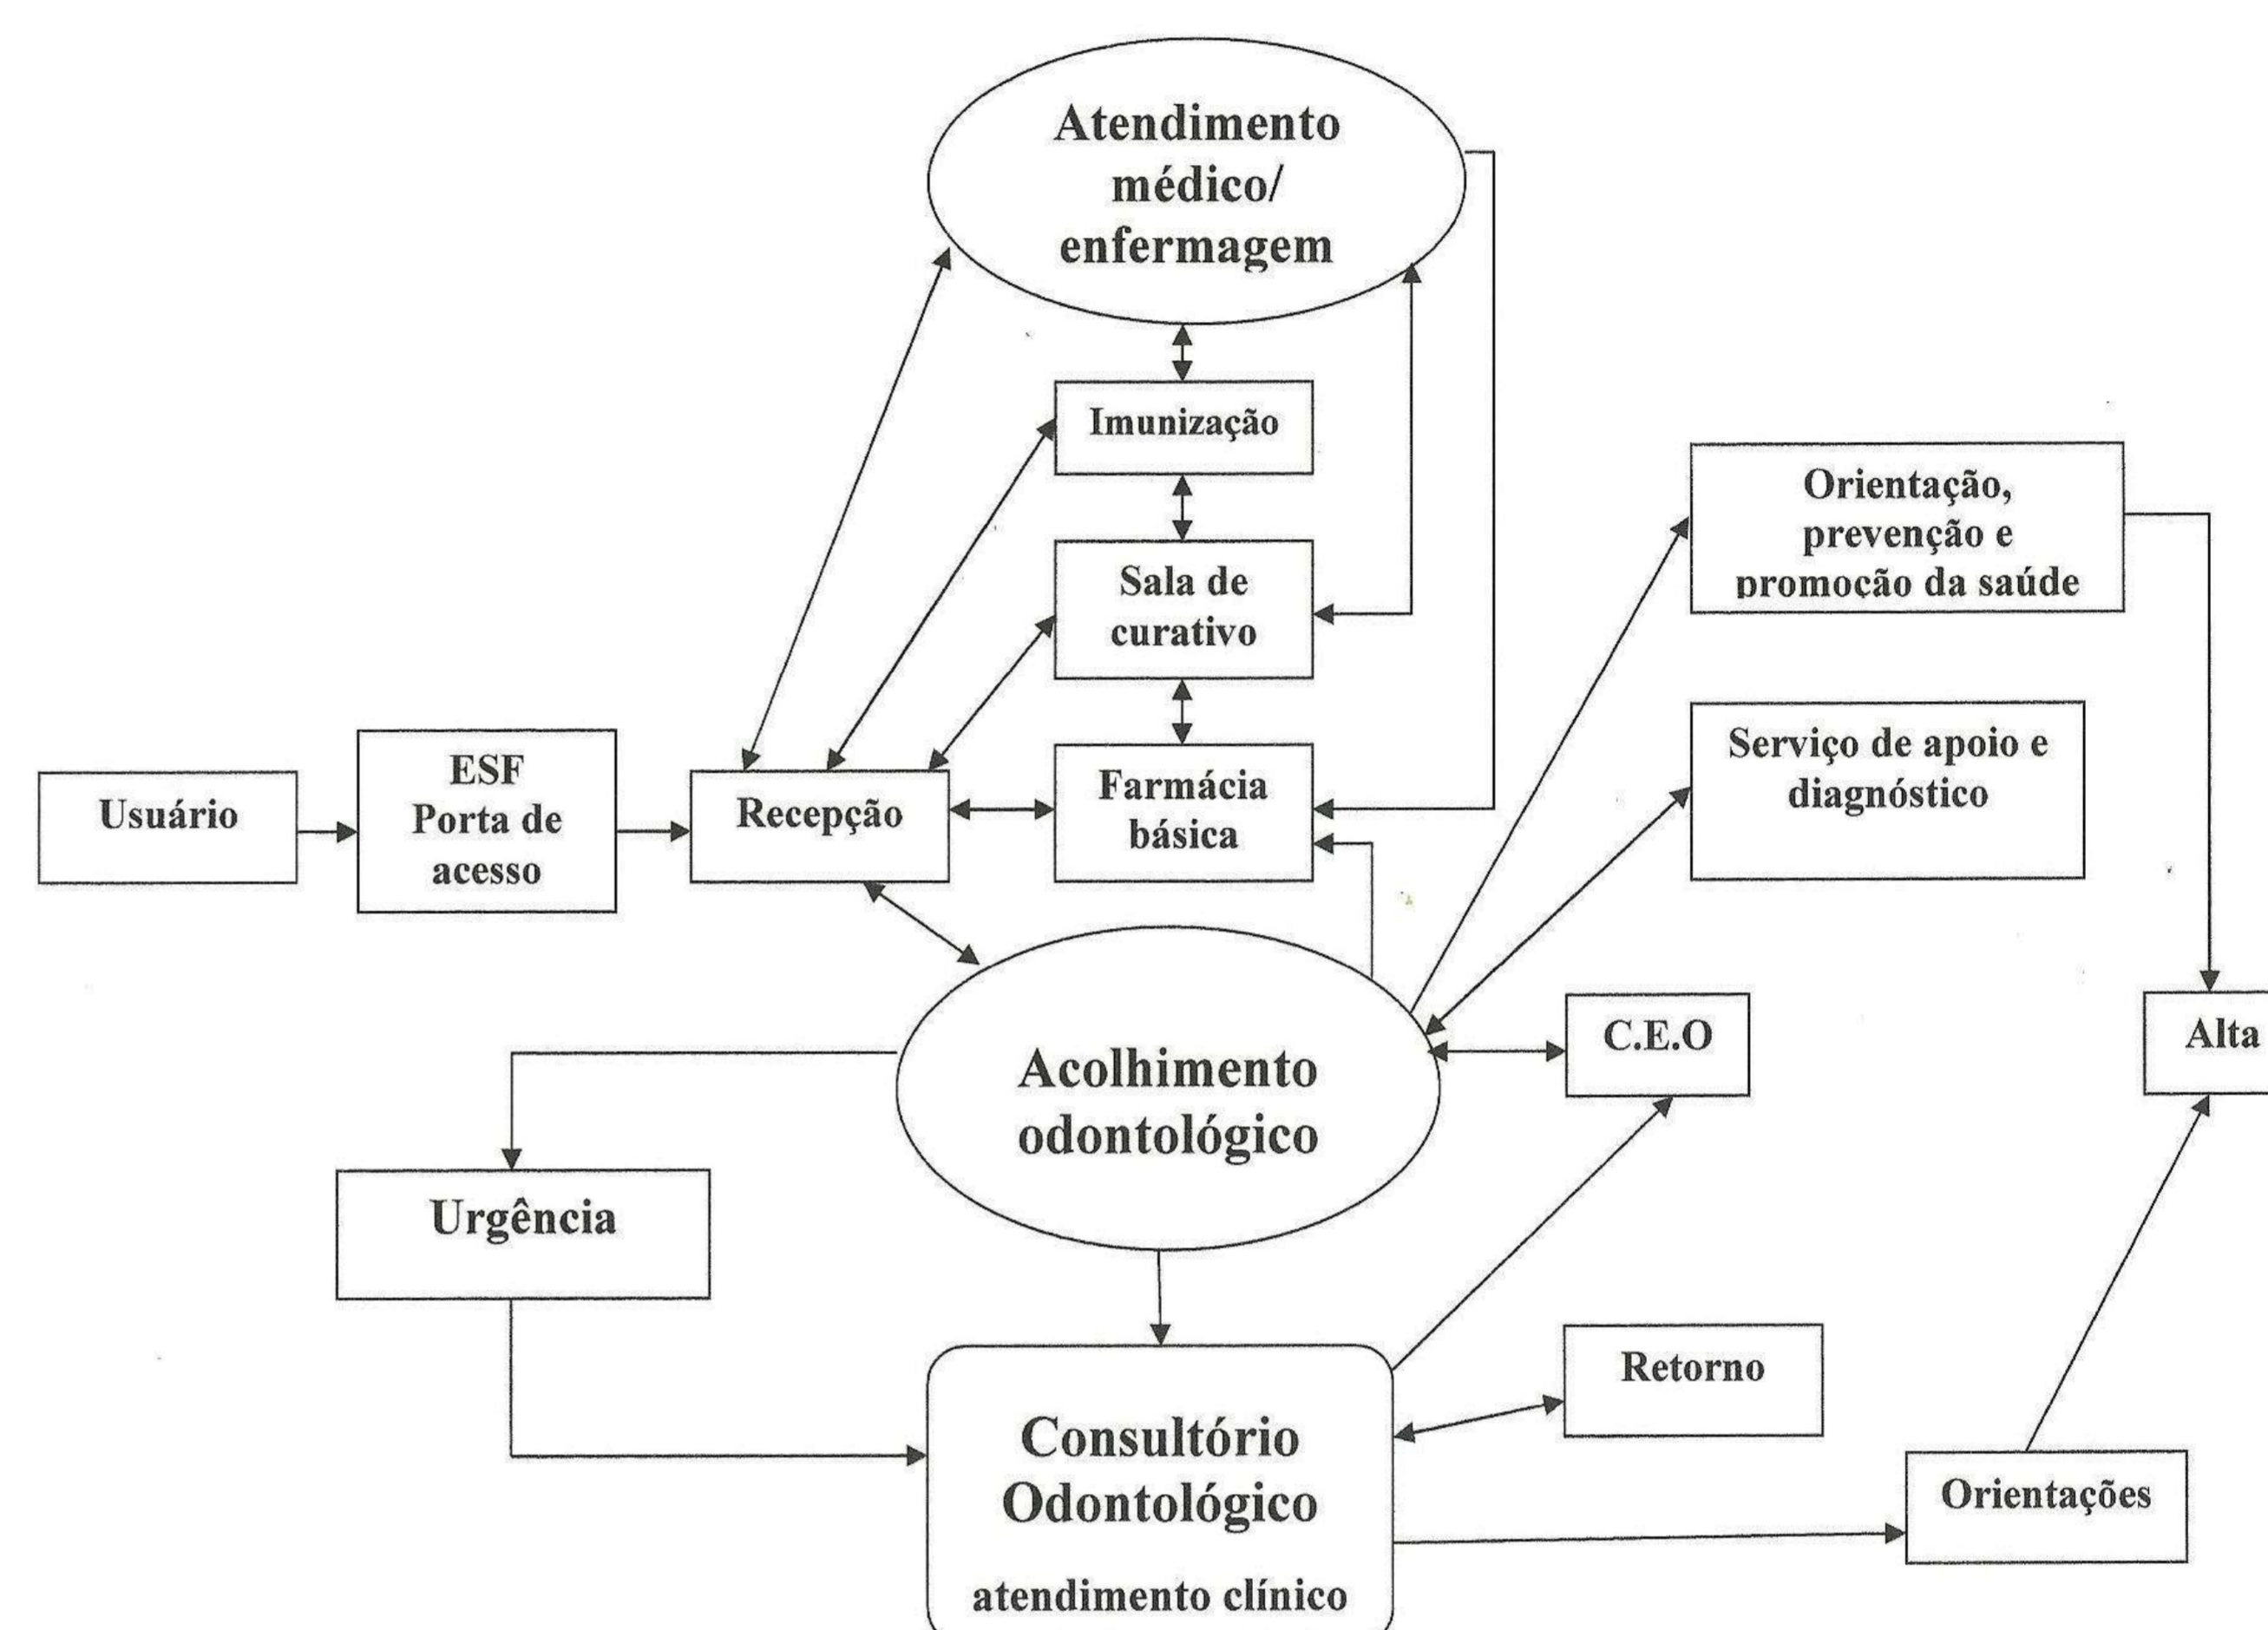 Atendimento
médico/
enfermagem
Imunização
Sala de
curativo
Farmácia
básica
Usuário
ESF
Porta de
acesso
Recepção
Orientação,
prevenção e
promoção da saúde
Serviço de apoio e
diagnóstico
C.E.O
Alta
Acolhimento
odontológico
Urgência
Consultório
Odontológico
atendimento clínico
Retorno
Orientações